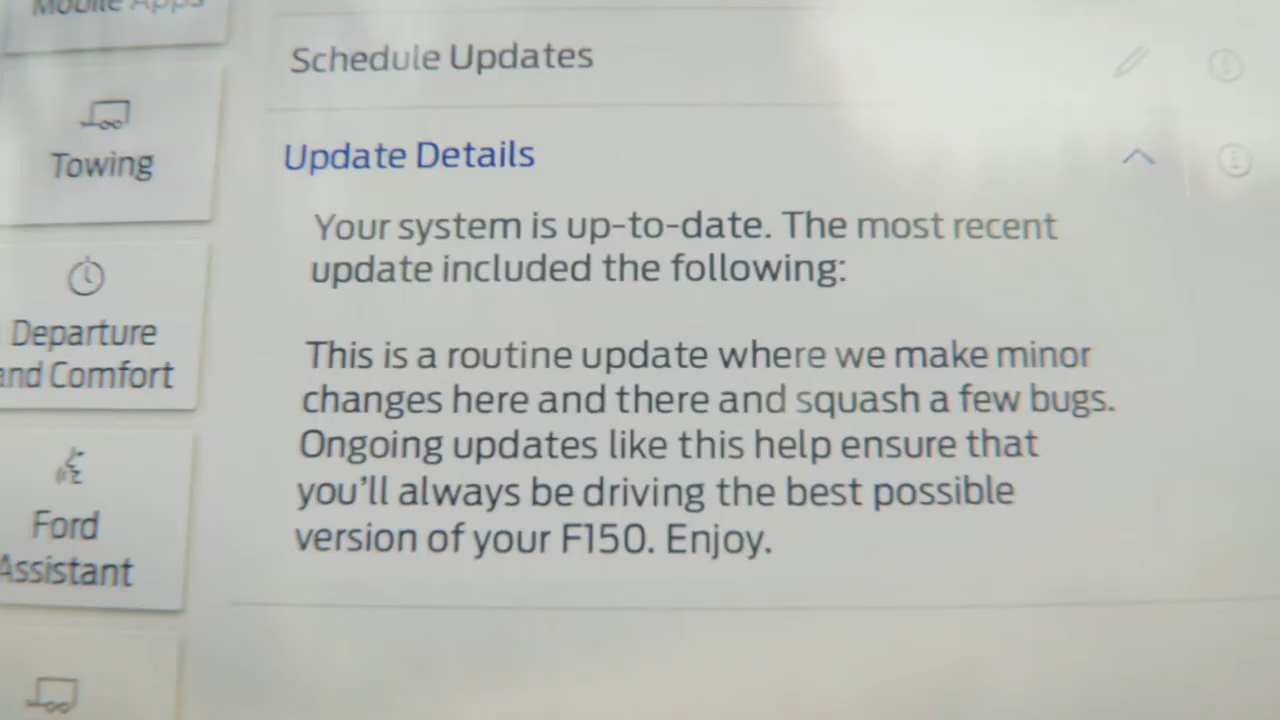 Mobile Apps
Towing
Departure
and Comfort
Ford
Assistant
Schedule Updates
Update Details
Your system is up-to-date. The most recent
update included the following:
This is a routine update where we make minor
changes here and there and squash a few bugs.
Ongoing updates like this help ensure that
you'll always be driving the best possible
version of your F150. Enjoy.